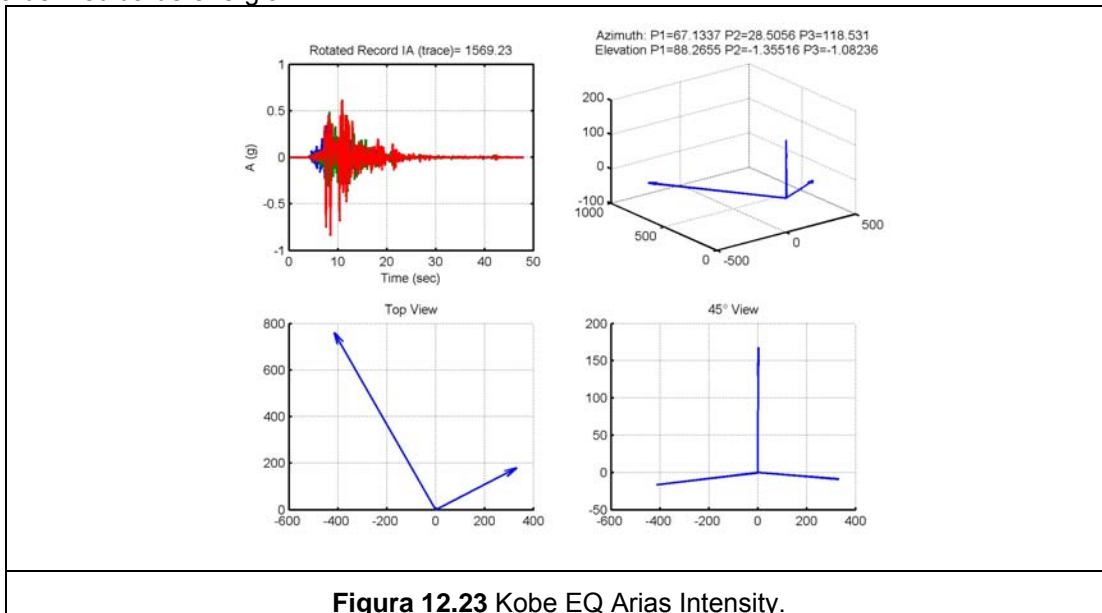 Rotated Record IA (trace)= 1569.23
1
0.5
0
-0.5
-1
A (g)
0 10 20 30 40 50
Time (sec)
Azimuth: P1=67.1337 P2=28.5056 P3=118.531
Elevation P1=88.2655 P2=-1.35516 P3=-1.08236
200
100
0
-100
1000
500
0
-500
0
500
Top View
800
600
400
200
0
-600 -400 -200 0 200 400
45° View
200
150
100
50
0
-50
-600 -400 -200 0 200 400
Figura 12.23 Kobe EQ Arias Intensity.